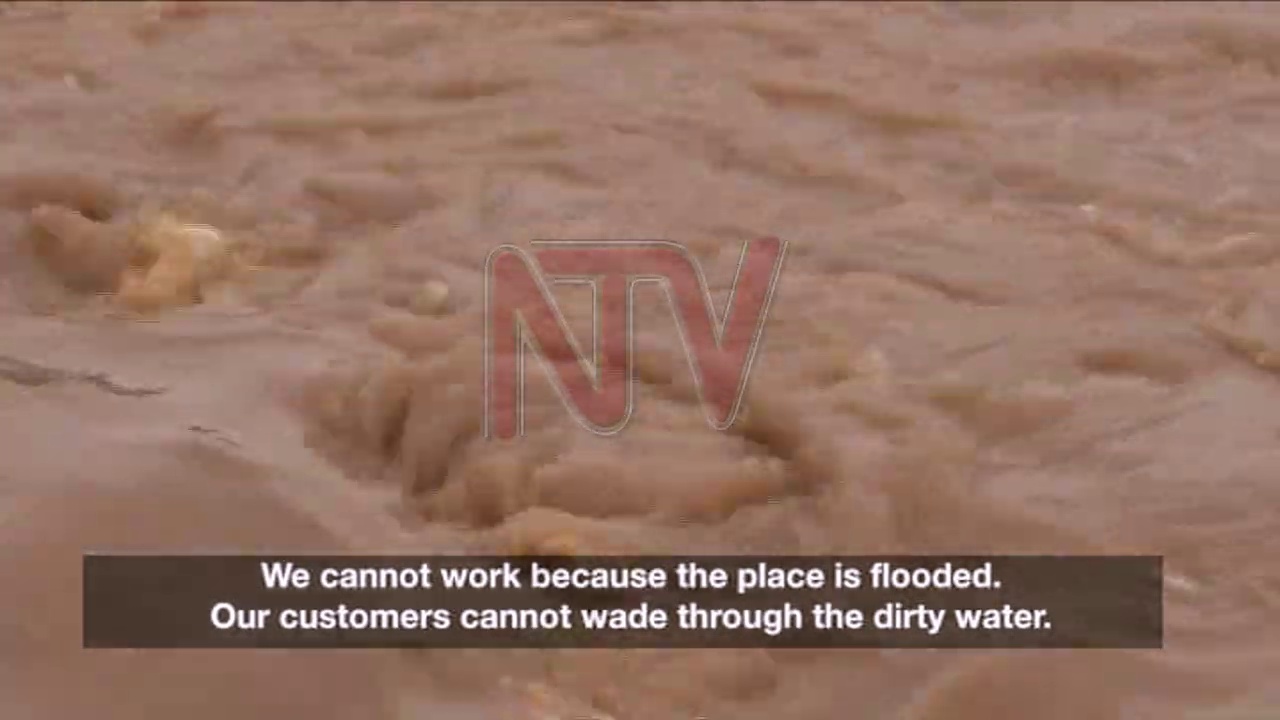 NTV
We cannot work because the place is flooded.
Our customers cannot wade through the dirty water.